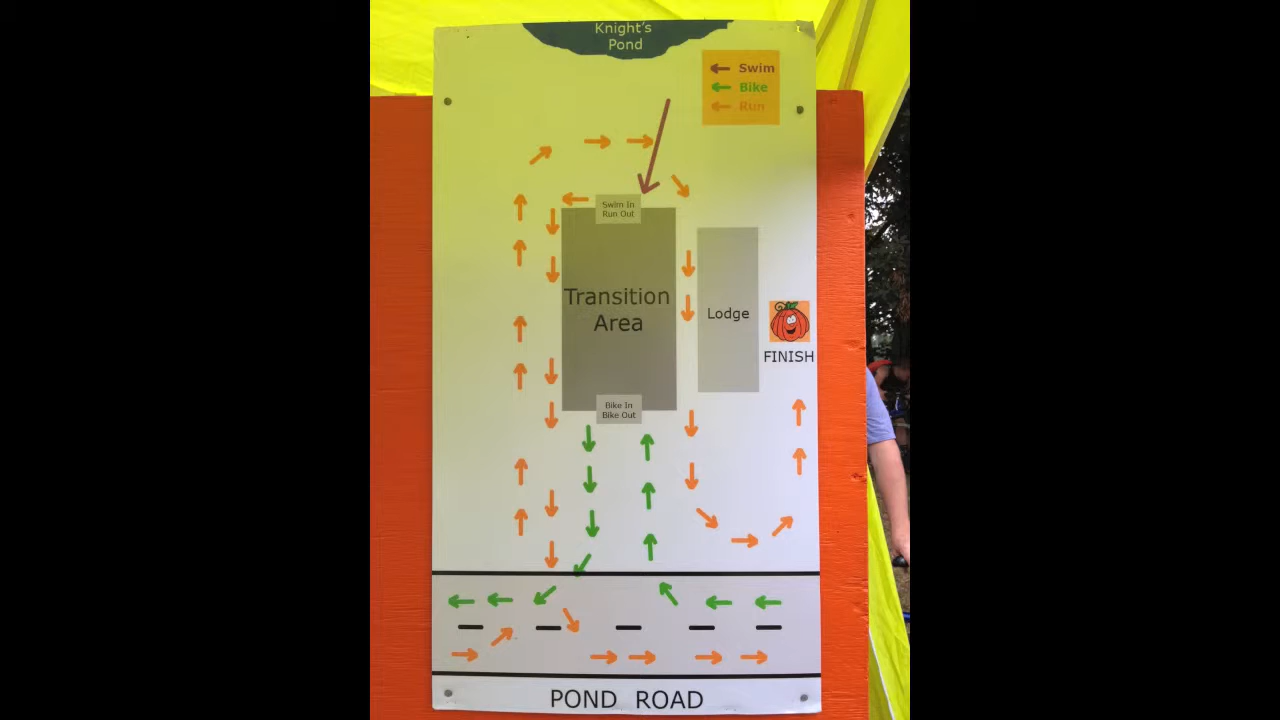 Knight's
Pond
Swim
Bike
Run
Swim In
Run Out
Transition
Area
Lodge
FINISH
Bike In
Bike Out
POND ROAD